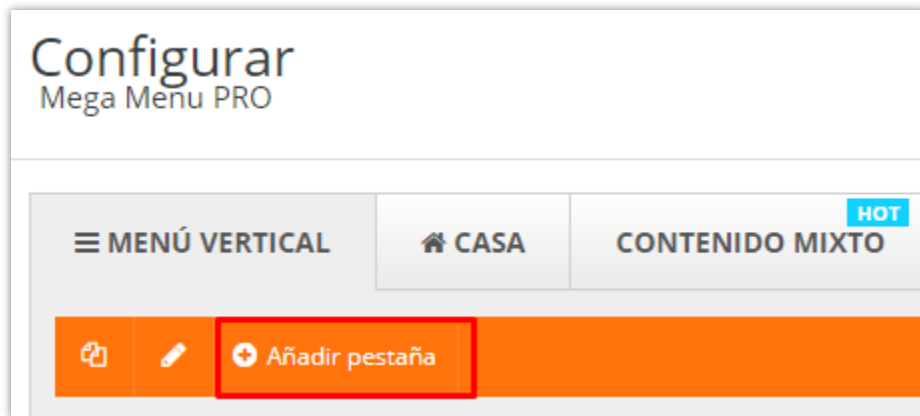 Configurar
Mega Menu PRO
HOT
MENÚ VERTICAL
CASA
CONTENIDO MIXTO
Añadir pestaña